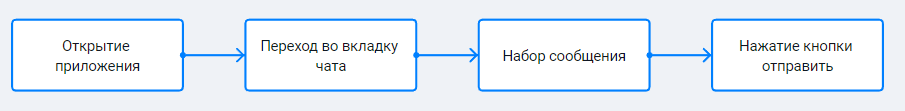 Открытие
приложения
Переход во вкладку
чата
Набор сообщения
Нажатие кнопки
отправить